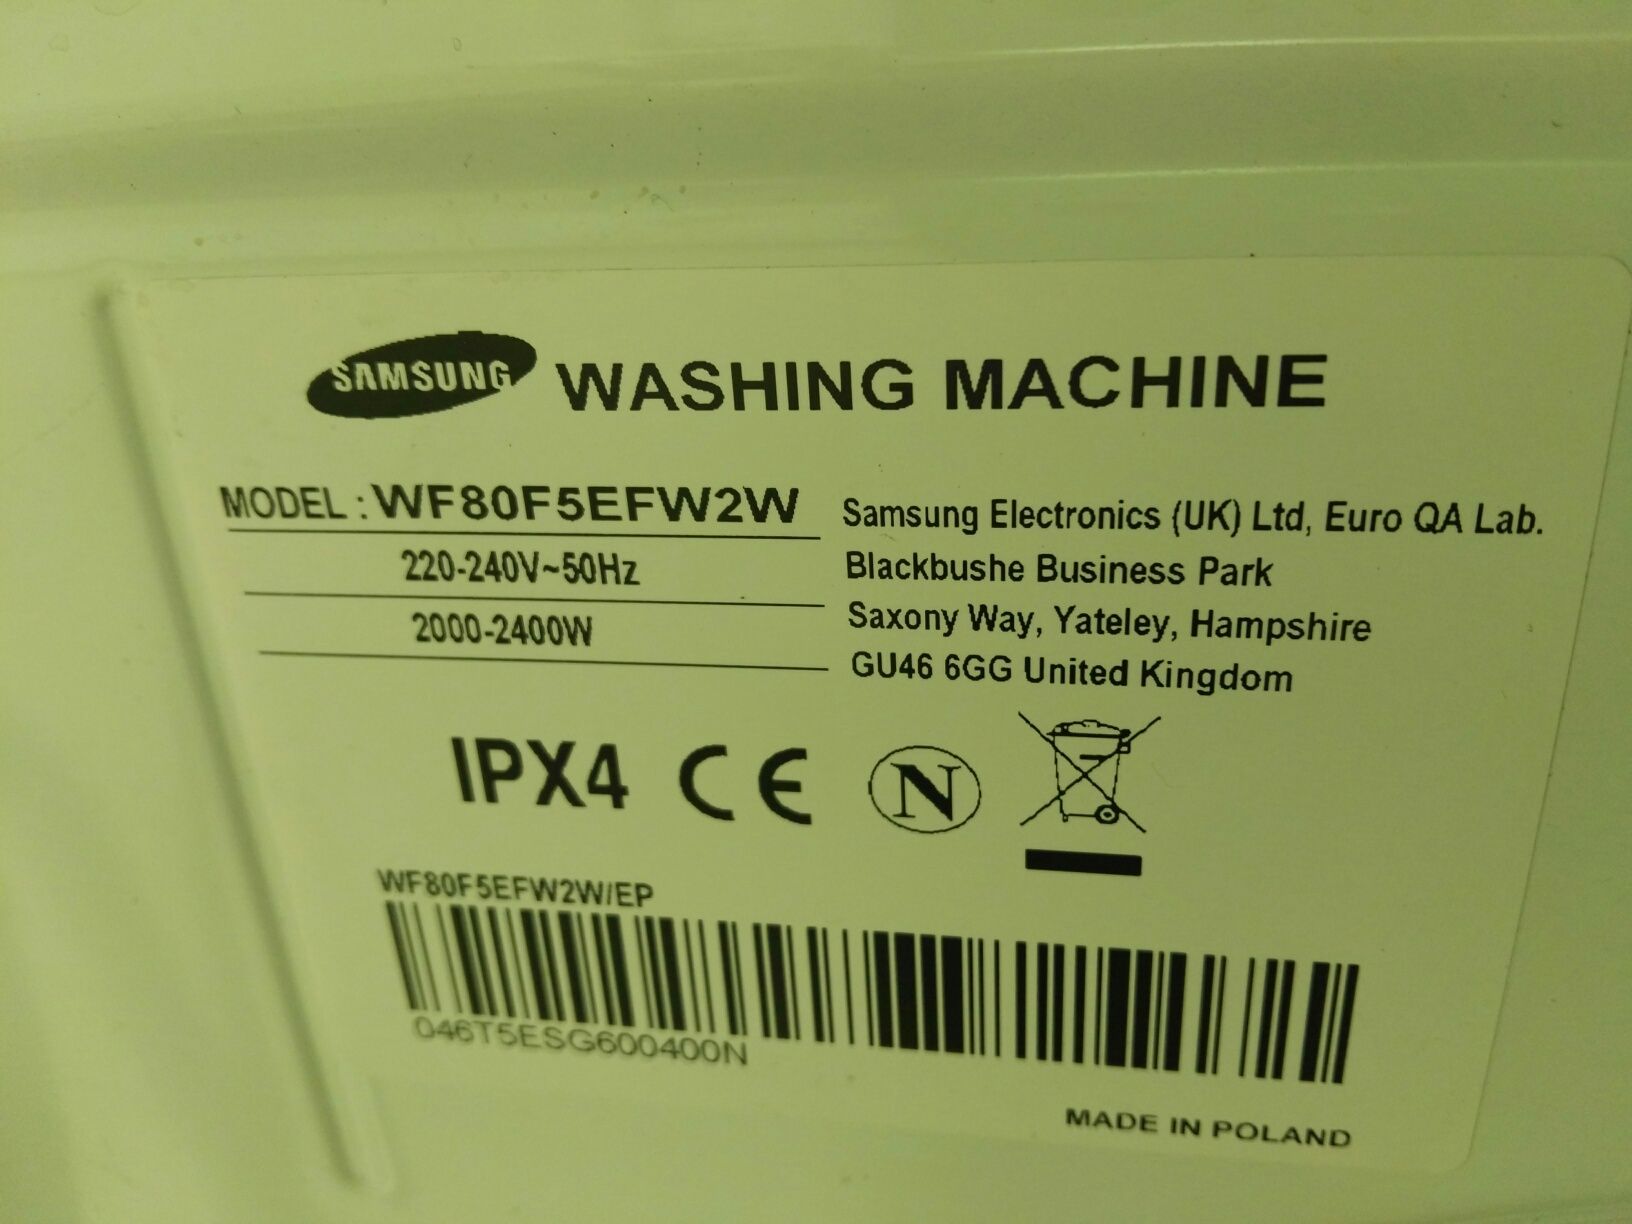 SAMSUNG WASHING MACHINE
MODEL : WF80F5EFW2W
220-240V~50Hz
2000-2400W
Samsung Electronics (UK) Ltd, Euro QA Lab.
Blackbushe Business Park
Saxony Way, Yateley, Hampshire
GU46 6GG United Kingdom
IPX4 CE N
WF80F5EFW2W/EP
046T5ESG600400N
MADE IN POLAND